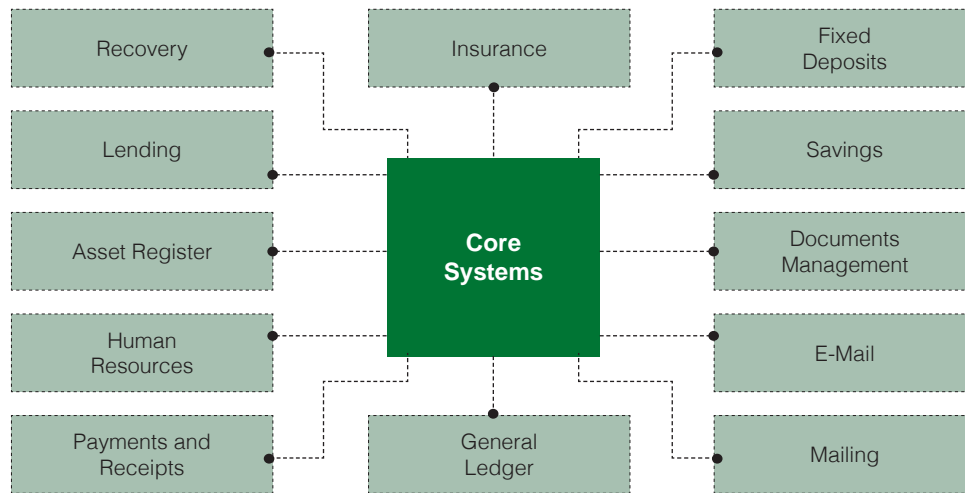 Recovery
Insurance
Fixed
Deposits
Lending
Savings
Core
Systems
Asset Register
Documents
Management
Human
Resources
E-Mail
Payments and
Receipts
General
Ledger
Mailing